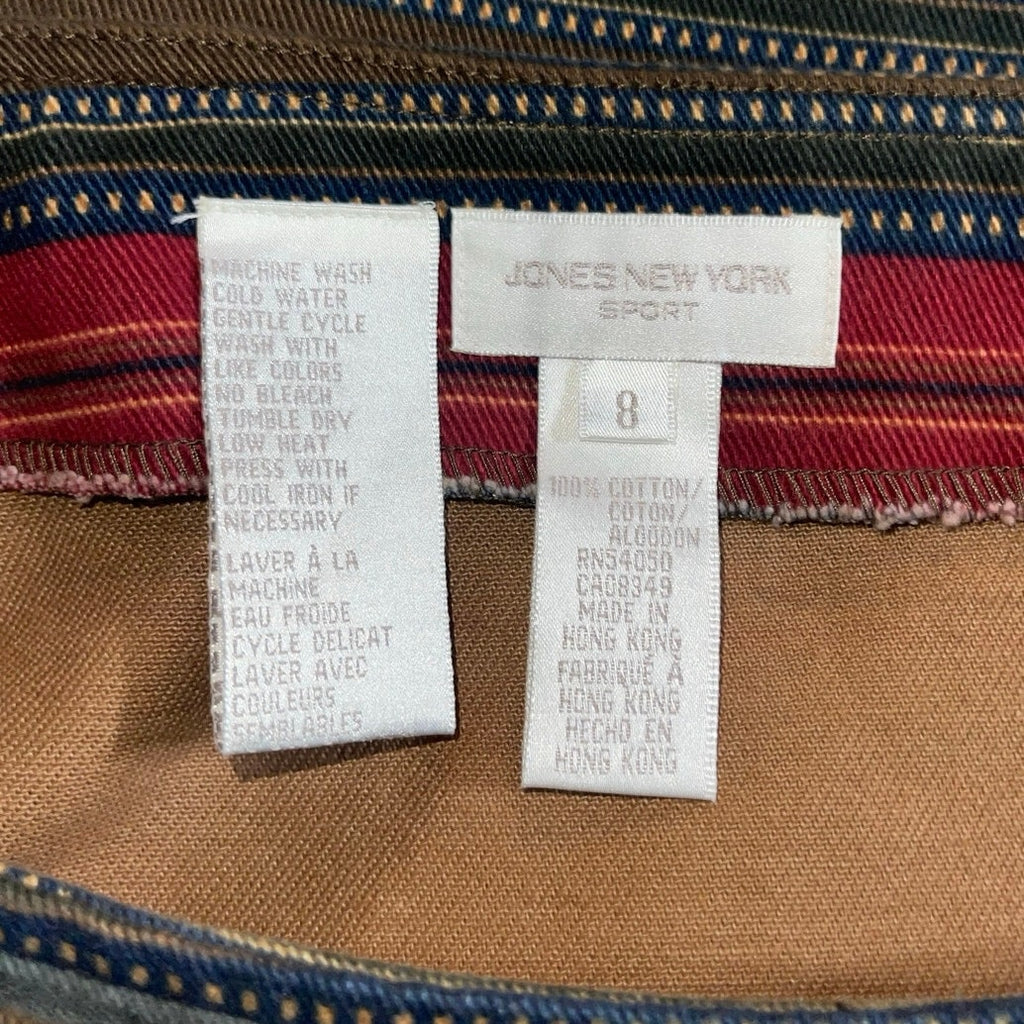 MACHINE WASH
COLD WATER
GENTLE CYCLE
WASH WITH
LIKE COLORS
NO BLEACH
TUMBLE DRY
LOW HEAT
PRESS WITH
COOL IRON IF
NECESSARY
LAVER À LA
MACHINE
EAU FROIDE
CYCLE DELICAT
LAVER AVEC
COULEURS
SEMBLABLES
JONES NEW YORK
SPORT
8
100% COTTON/
COTON/
ALGODON
RN54050
CA08949
MADE IN
HONG KONG
FABRIQUÉ À
HONG KONG
HECHO EN
HONG KONG